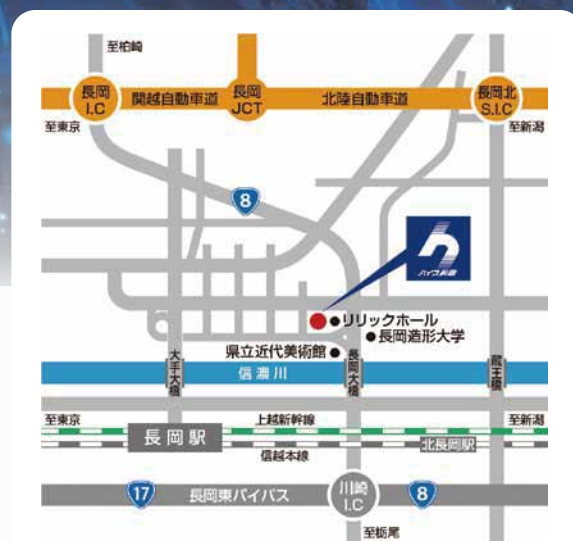 至柏崎
長岡
I.C
関越自動車道
長岡
JCT
北陸自動車道
長岡北
S.I.C
至東京
至新潟
8
ハイブ長岡
リリックホール
長岡造形大学
県立近代美術館
大手大橋
長岡大橋
蔵王橋
信濃川
至東京
上越新幹線
至新潟
長岡駅
北長岡駅
信越本線
17
長岡東バイパス
川崎
I.C
8
至栃尾